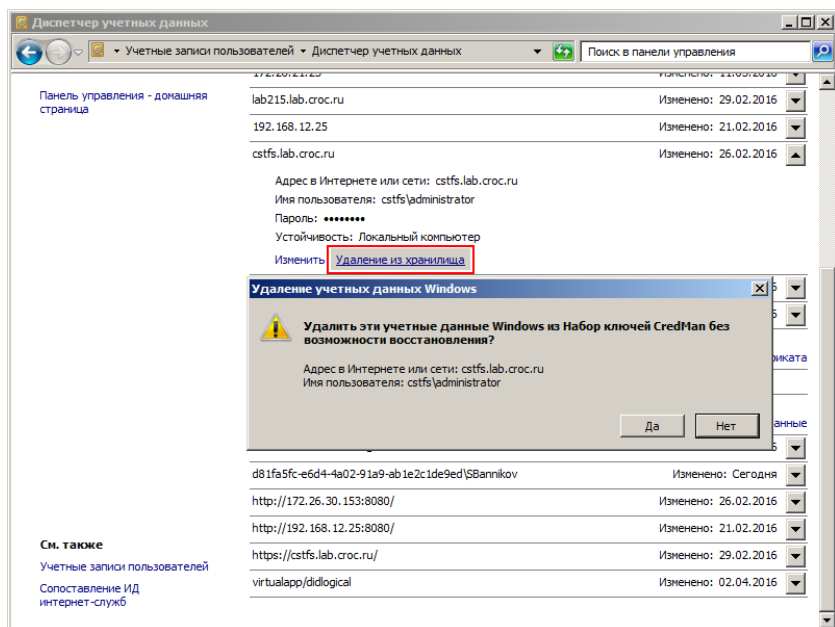 Диспетчер учетных данных
Учетные записи пользователей
Диспетчер учетных данных
Поиск в панели управления
Панель управления - домашняя
страница
lab215.lab.croc.ru Изменено: 29.02.2016
192.168.12.25 Изменено: 21.02.2016
cstfs.lab.croc.ru Изменено: 26.02.2016
Адрес в Интернете или сети: cstfs.lab.croc.ru
Имя пользователя: cstfs\administrator
Пароль: ••••••••
Устойчивость: Локальный компьютер
Изменить Удаление из хранилища
Удаление учетных данных Windows
Удалить эти учетные данные Windows из Набор ключей CredMan без
возможности восстановления?
Адрес в Интернете или сети: cstfs.lab.croc.ru
Имя пользователя: cstfs\administrator
Да Нет
d81fa5fc-e6d4-4a02-91a9-ab1e2c1de9ed\SBannikov Изменено: Сегодня
http://172.26.30.153:8080/ Изменено: 26.02.2016
http://192.168.12.25:8080/ Изменено: 21.02.2016
https://cstfs.lab.croc.ru/ Изменено: 29.02.2016
virtualapp/didlogical Изменено: 02.04.2016
См. также
Учетные записи пользователей
Сопоставление ИД
интернет-служб